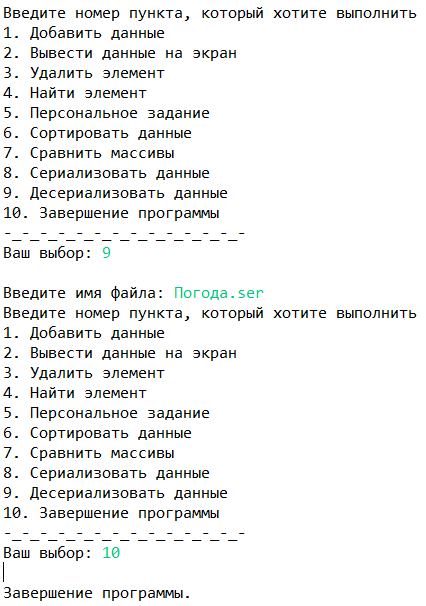 Введите номер пункта, который хотите выполнить
1. Добавить данные
2. Вывести данные на экран
3. Удалить элемент
4. Найти элемент
5. Персональное задание
6. Сортировать данные
7. Сравнить массивы
8. Сериализовать данные
9. Десериализовать данные
10. Завершение программы
-_-_-_-_-_-_-_-_-_-_-_-_-_-
Ваш выбор: 9
Введите имя файла: Погода.ser
Введите номер пункта, который хотите выполнить
1. Добавить данные
2. Вывести данные на экран
3. Удалить элемент
4. Найти элемент
5. Персональное задание
6. Сортировать данные
7. Сравнить массивы
8. Сериализовать данные
9. Десериализовать данные
10. Завершение программы
-_-_-_-_-_-_-_-_-_-_-_-_-_-
Ваш выбор: 10
Завершение программы.